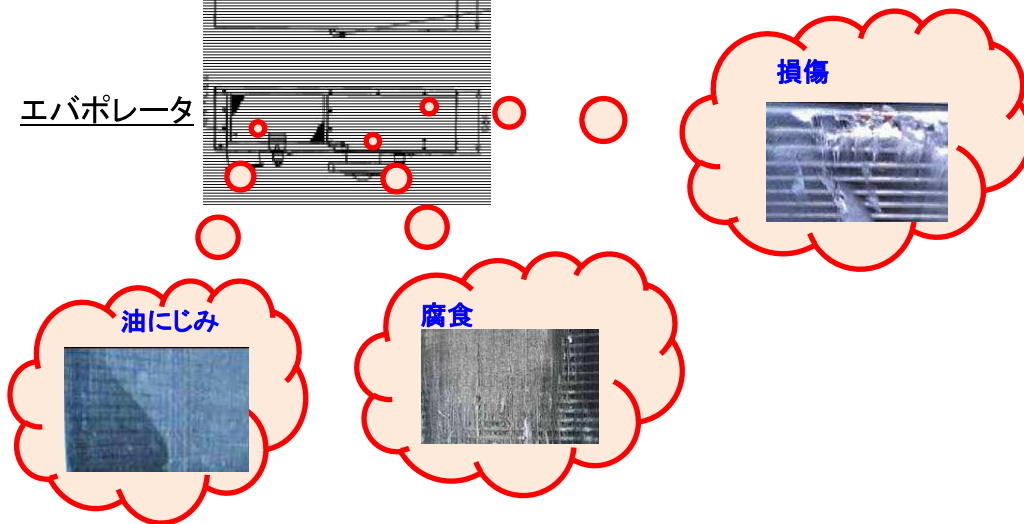 損傷
エバポレータ
油にじみ
腐食